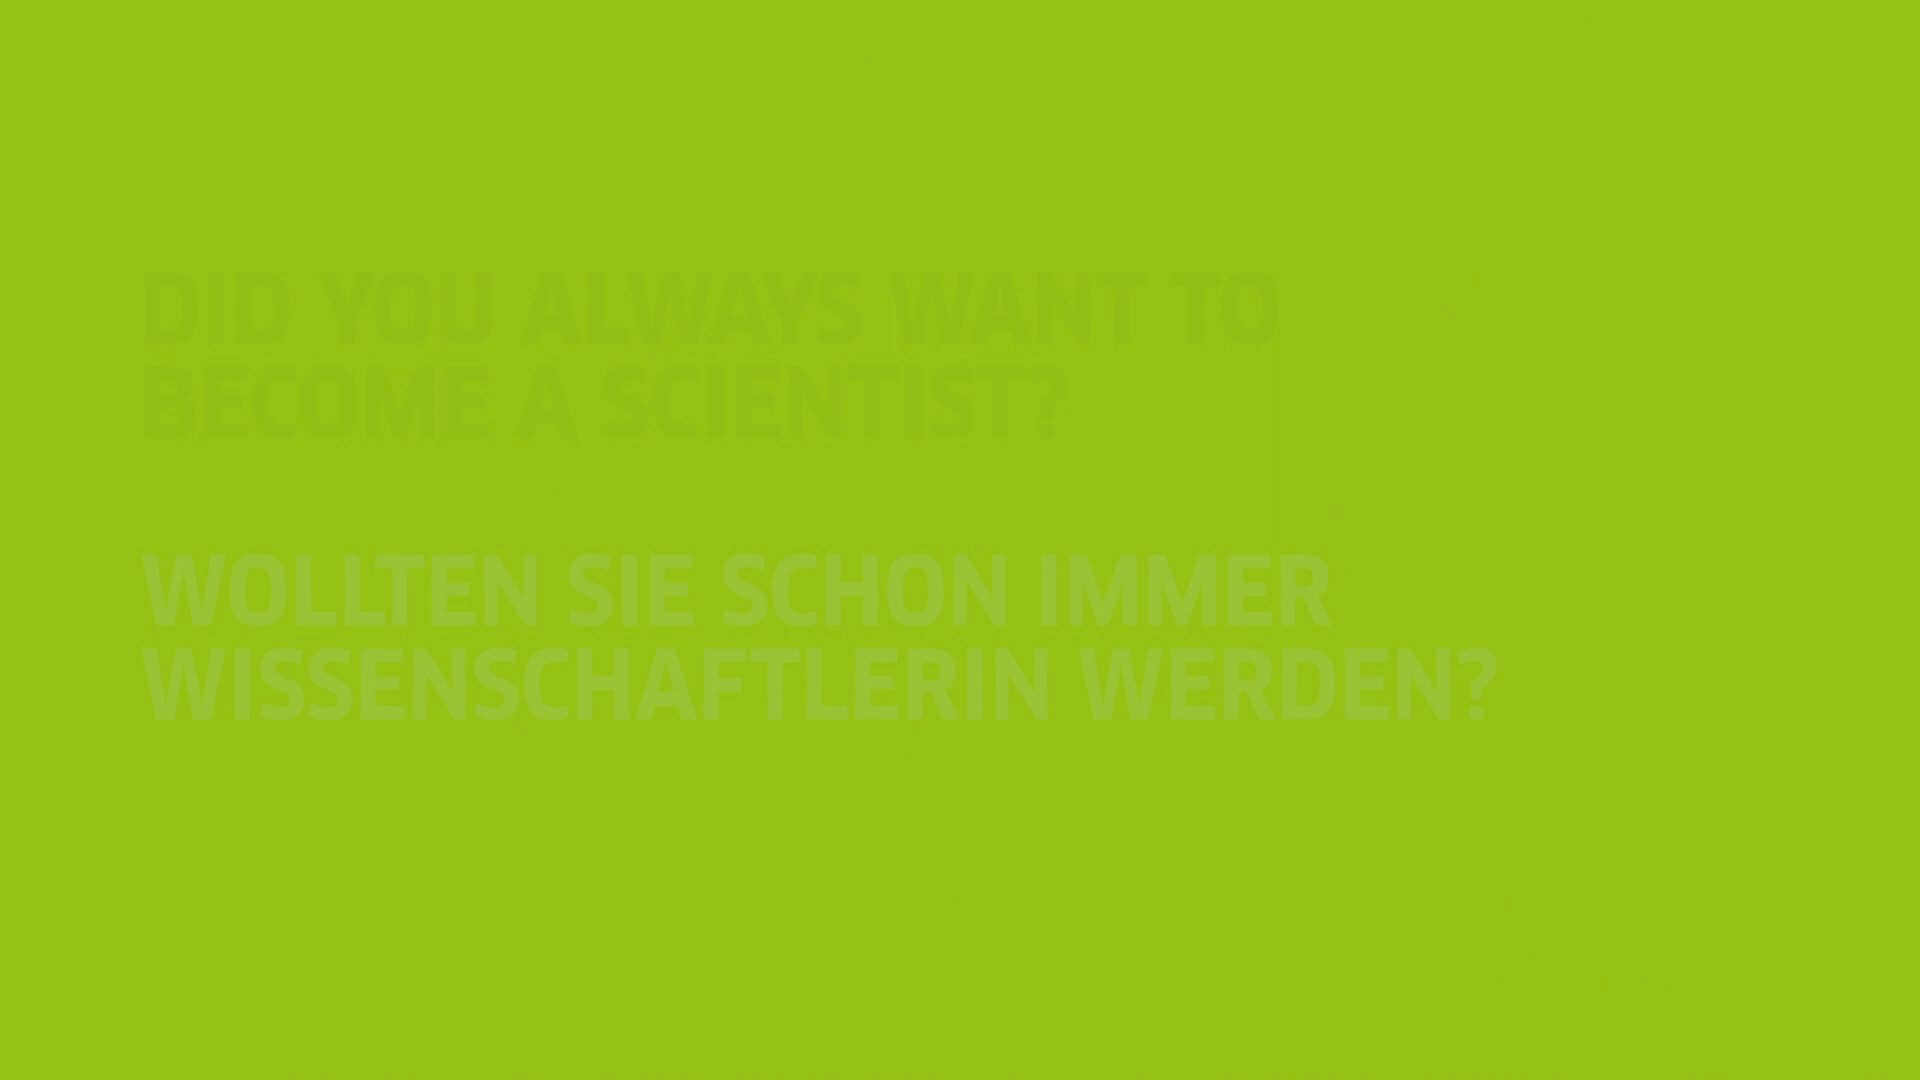 DID YOU ALWAYS WANT TO
BECOME A SCIENTIST?
WOLLTEN SIE SCHON IMMER
WISSENSCHAFTLERIN WERDEN?